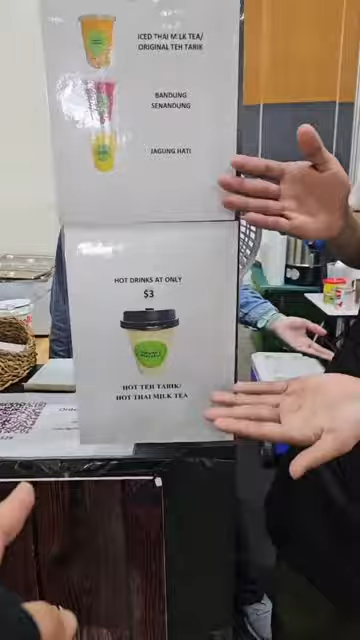 ICED THAI MILK TEA/
ORIGINAL TEH TARIK
BANDUNG
SENANDUNG
JAGUNG HATI
HOT DRINKS AT ONLY
$3
HOT TEH TARIK/
HOT THAI MILK TEA